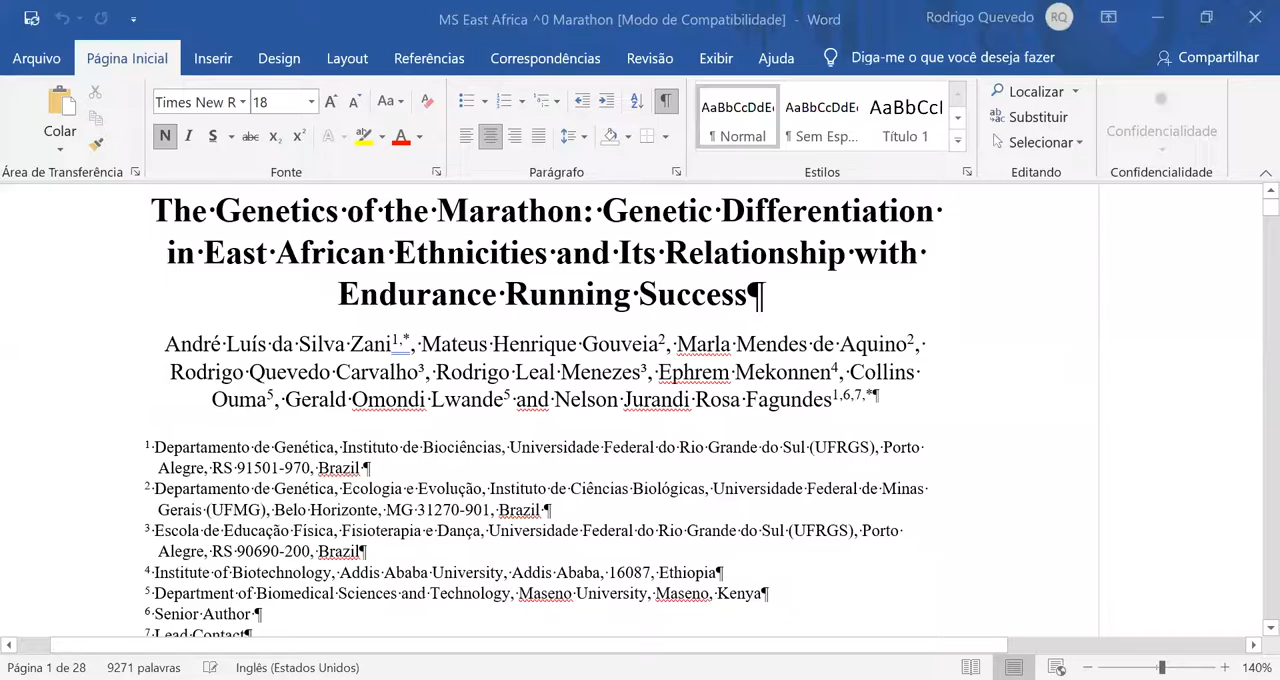 MS East Africa ^0 Marathon [Modo de Compatibilidade] - Word
Rodrigo Quevedo RQ
Arquivo Página Inicial Inserir Design Layout Referências Correspondências Revisão Exibir Ajuda Diga-me o que você deseja fazer Compartilhar
Colar
Times New R 18 Aa
N I S abc x₂ x² A A
Área de Transferência
Fonte
Parágrafo
AaBbCcDdEe AaBbCcDdEe AaBbCcI
¶ Normal ¶ Sem Esp... Título 1
Estilos
Localizar
Substituir
Selecionar
Editando
Confidencialidade
Confidencialidade
The·Genetics·of·the·Marathon:·Genetic·Differentiation·
in·East·African·Ethnicities·and·Its·Relationship·with·
Endurance·Running·Success¶
André·Luís·da·Silva·Zani¹,*,·Mateus·Henrique·Gouveia²,·Marla·Mendes·de·Aquino²,·
Rodrigo·Quevedo·Carvalho³,·Rodrigo·Leal·Menezes³,·Ephrem·Mekonnen⁴,·Collins·
Ouma⁵,·Gerald·Omondi·Lwande⁵·and·Nelson·Jurandi·Rosa·Fagundes¹,⁶,⁷,*¶
¹·Departamento·de·Genética,·Instituto·de·Biociências,·Universidade·Federal·do·Rio·Grande·do·Sul·(UFRGS),·Porto·
Alegre,·RS·91501-970,·Brazil·¶
²·Departamento·de·Genética,·Ecologia·e·Evolução,·Instituto·de·Ciências·Biológicas,·Universidade·Federal·de·Minas·
Gerais·(UFMG),·Belo·Horizonte,·MG·31270-901,·Brazil·¶
³·Escola·de·Educação·Física,·Fisioterapia·e·Dança,·Universidade·Federal·do·Rio·Grande·do·Sul·(UFRGS),·Porto·
Alegre,·RS·90690-200,·Brazil¶
⁴·Institute·of·Biotechnology,·Addis·Ababa·University,·Addis·Ababa,·16087,·Ethiopia¶
⁵·Department·of·Biomedical·Sciences·and·Technology,·Maseno·University,·Maseno,·Kenya¶
⁶·Senior·Author·¶
⁷·Lead·Contact¶
Página 1 de 28 9271 palavras Inglês (Estados Unidos) 140%